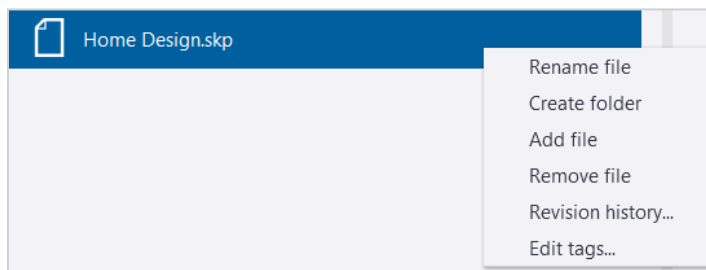 Home Design.skp
Rename file
Create folder
Add file
Remove file
Revision history...
Edit tags...